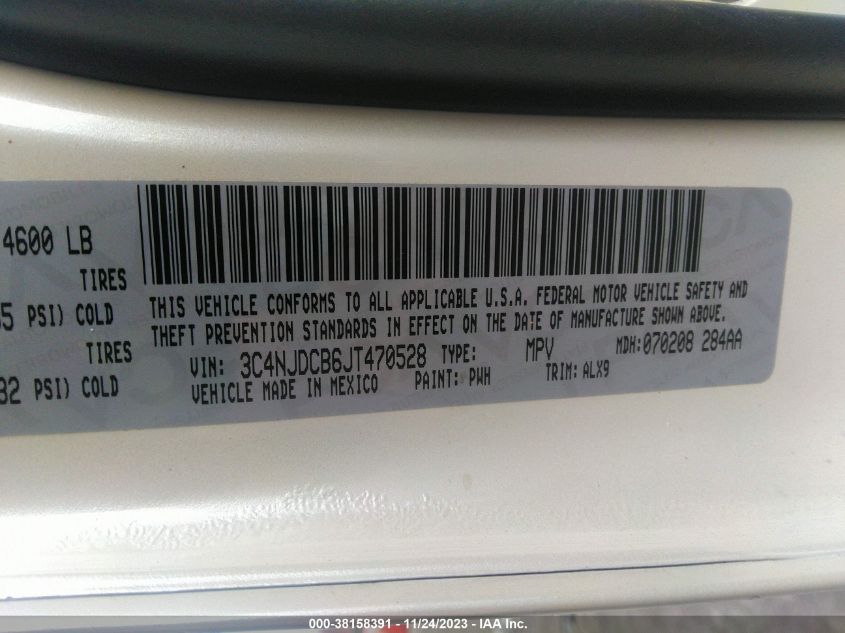 4600 LB
TIRES
PSI) COLD
TIRES
PSI) COLD
THIS VEHICLE CONFORMS TO ALL APPLICABLE U.S.A. FEDERAL MOTOR VEHICLE SAFETY AND
THEFT PREVENTION STANDARDS IN EFFECT ON THE DATE OF MANUFACTURE SHOWN ABOVE.
VIN: 3C4NJDCB6JT470528 TYPE: MPV MDH:070208 284AA
VEHICLE MADE IN MEXICO PAINT: PWH TRIM: ALX9
000-38158391 - 11/24/2023 - IAA Inc.